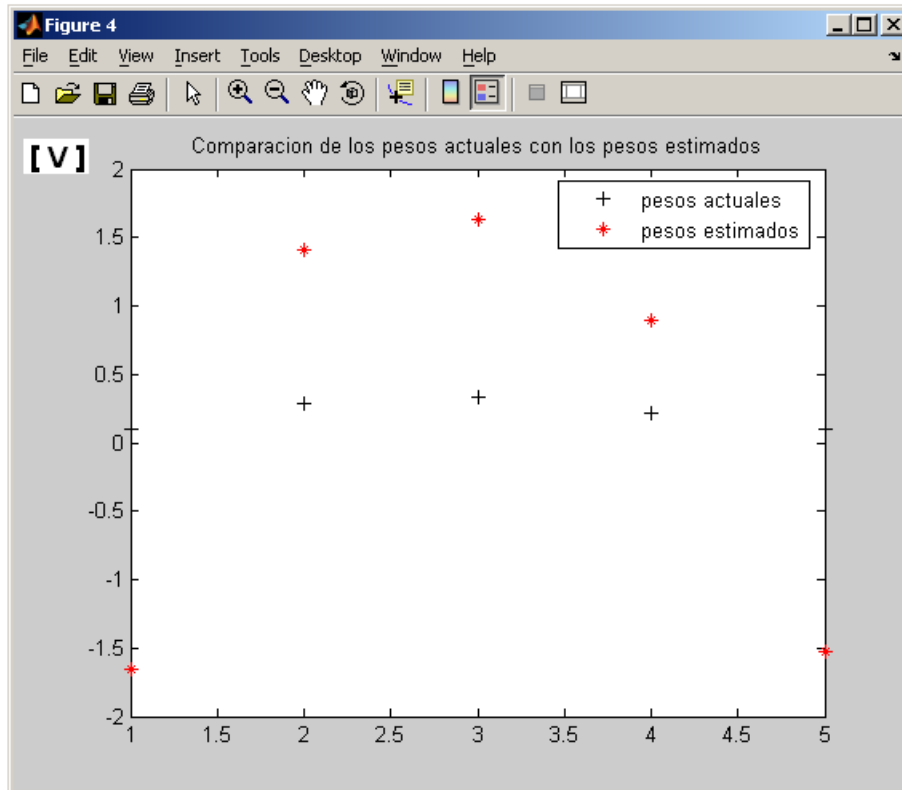 Figure 4
File Edit View Insert Tools Desktop Window Help
[ V ]
Comparacion de los pesos actuales con los pesos estimados
pesos actuales
pesos estimados
2
1.5
1
0.5
0
-0.5
-1
-1.5
-2
1 1.5 2 2.5 3 3.5 4 4.5 5